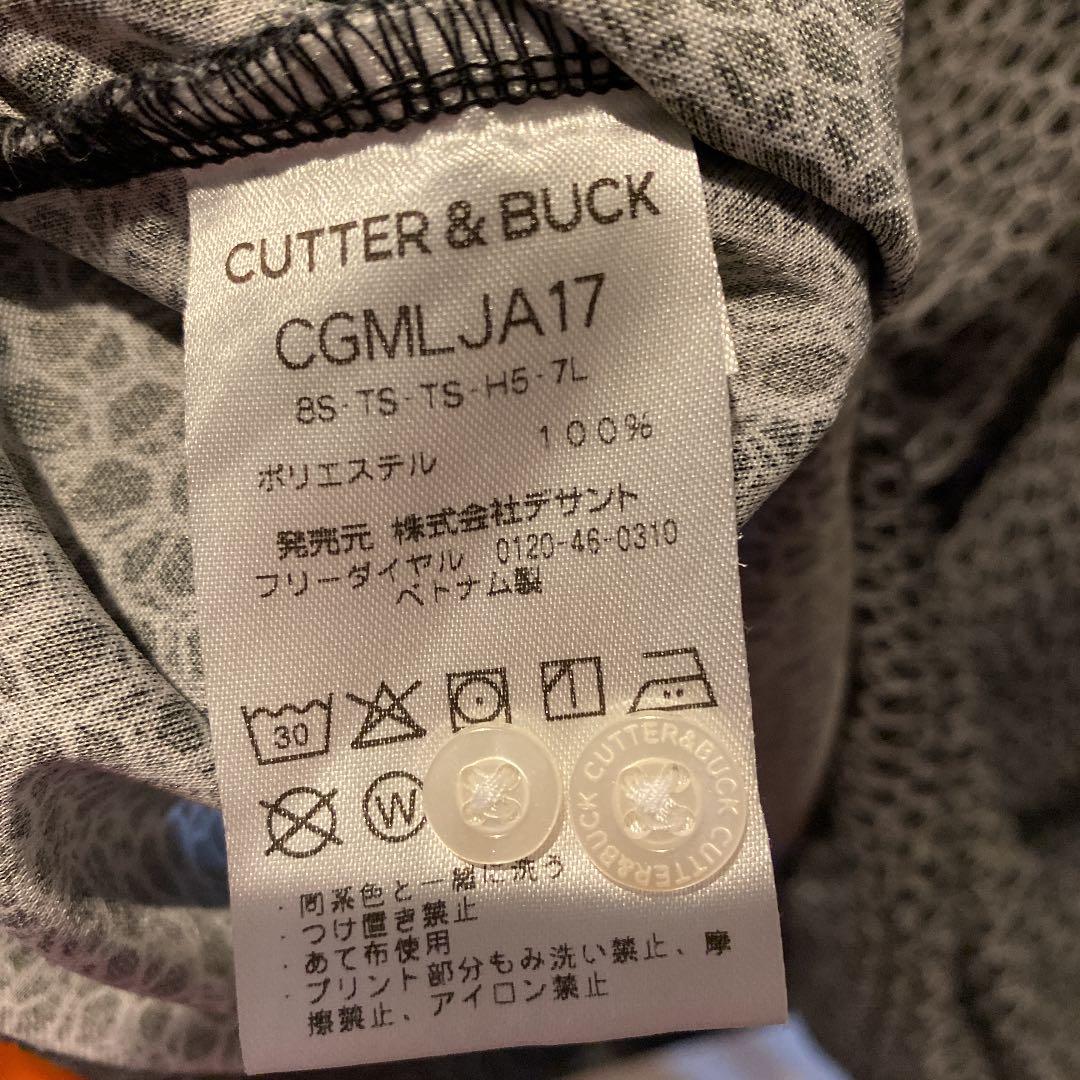 CUTTER & BUCK
CGMLJA17
8S-TS-TS-H5-7L
ポリエステル 100%
発売元 株式会社デサント
フリーダイヤル 0120-46-0310
ベトナム製
30
W
CUTTER&BUCK CUTTER&BUCK
・同系色と一緒に洗う
・つけ置き禁止
・あて布使用
・プリント部分もみ洗い禁止、摩
擦禁止、アイロン禁止